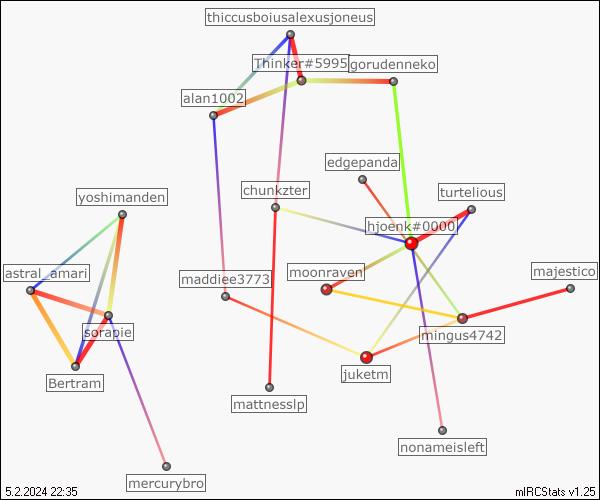 thiccusboiusalexusjoneus
Thinker#5995
gorudenneko
alan1002
edgepanda
chunkzter
turtelious
yoshimanden
hjoenk#0000
astral_amari
maddiee3773
moonraven
majestico
sorapie
mingus4742
Bertram
juketm
mattnesslp
nonameisleft
mercurybro
5.2.2024 22:35
mIRCStats v1.25